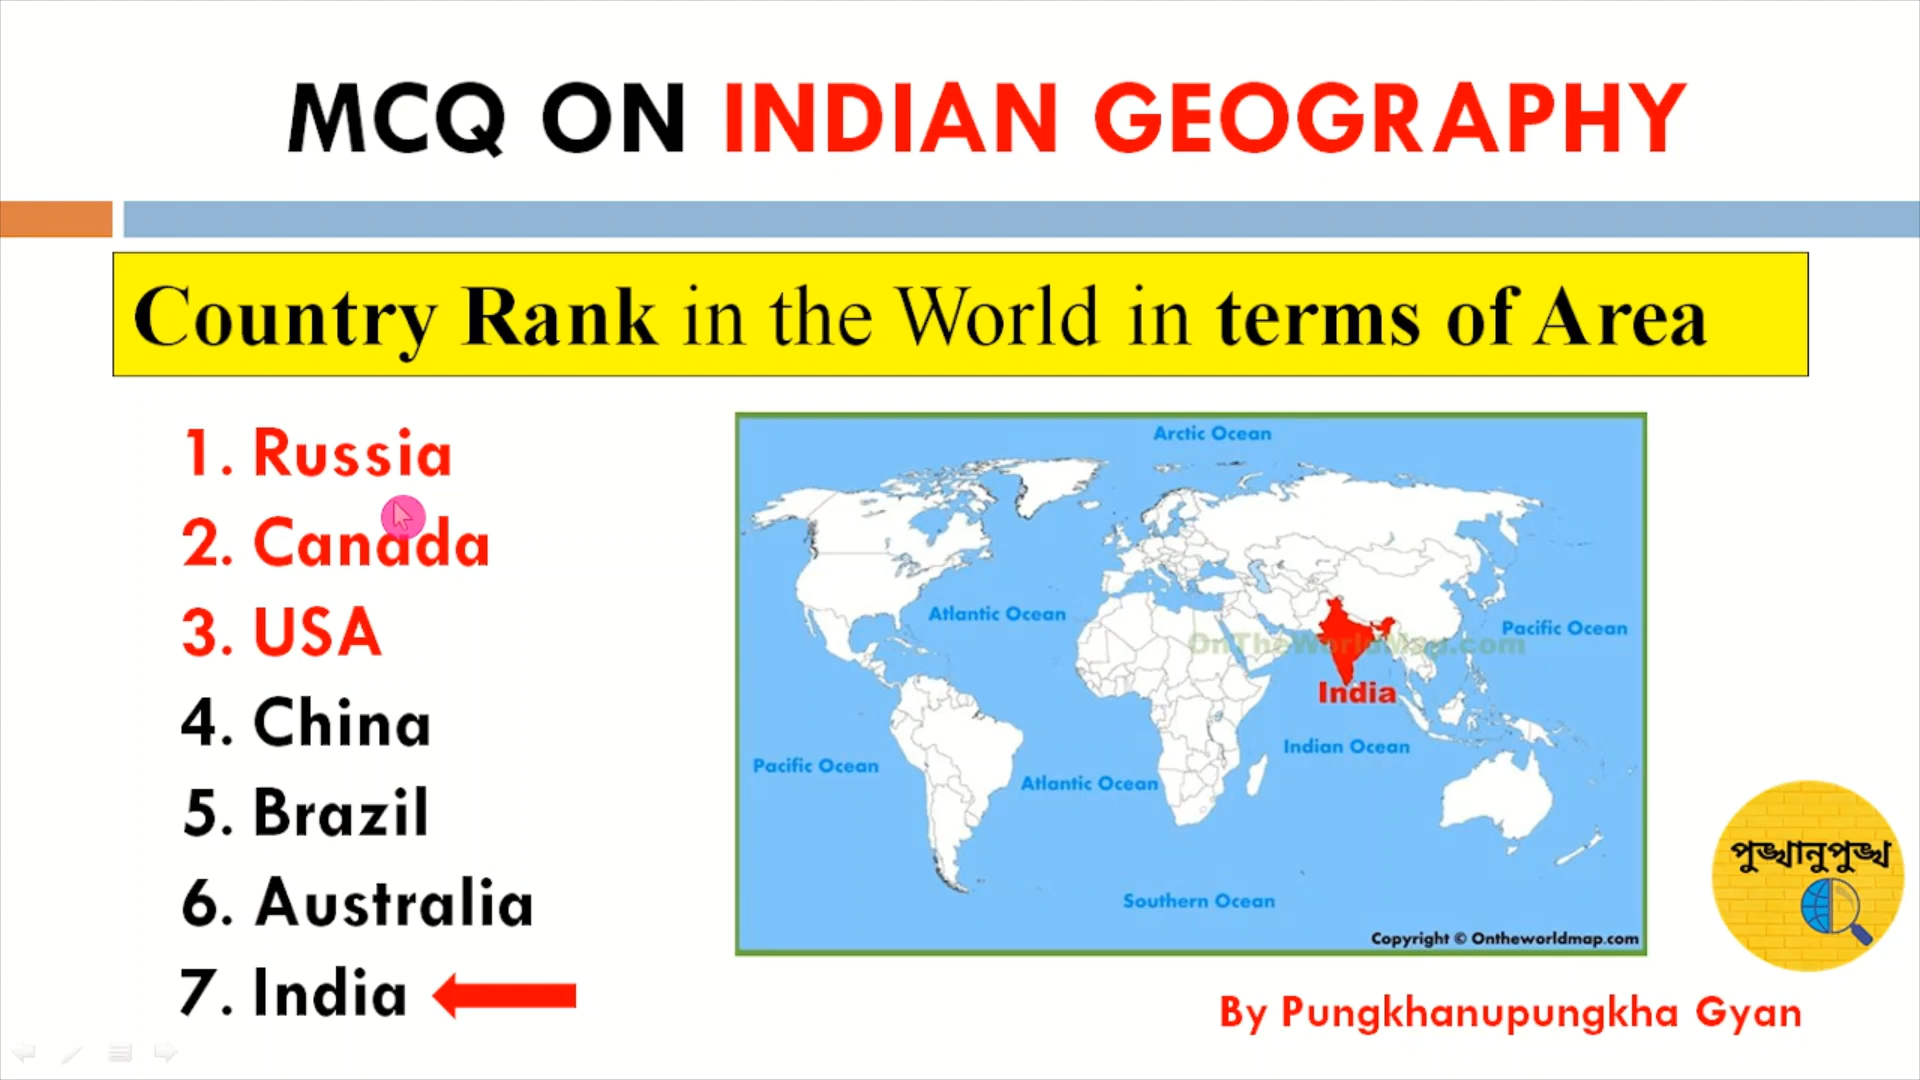 MCQ ON INDIAN GEOGRAPHY
Country Rank in the World in terms of Area
1. Russia
2. Canada
3. USA
4. China
5. Brazil
6. Australia
7. India
Arctic Ocean
Atlantic Ocean
Pacific Ocean
OnTheWorldMap.com
India
Indian Ocean
Pacific Ocean
Atlantic Ocean
Southern Ocean
Copyright © Ontheworldmap.com
পুঙ্খানুপুঙ্খ
By Pungkhanupungkha Gyan